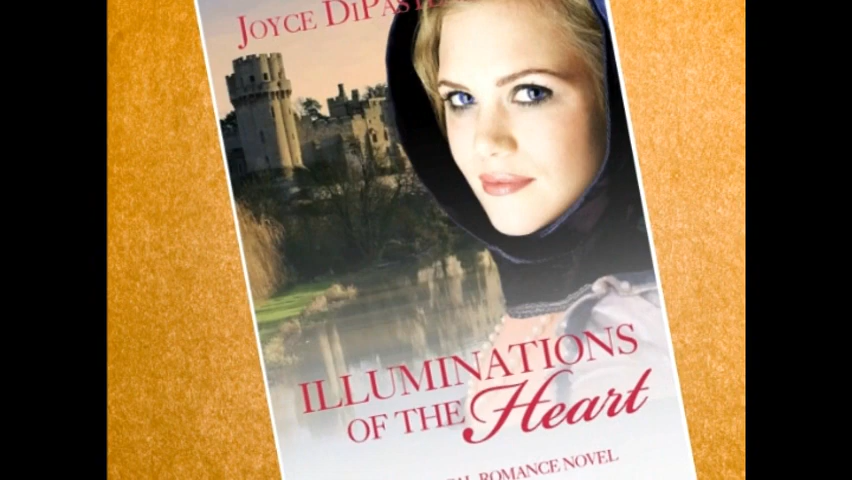 JOYCE
ILLUMINATIONS
OF THE Heart
ROMANCE NOVEL